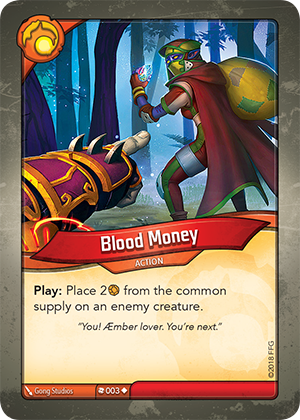 Blood Money
ACTION
Play: Place 2 from the common
supply on an enemy creature.
"You! Æmber lover. You're next."
Gong Studios
003
©2018 FFG